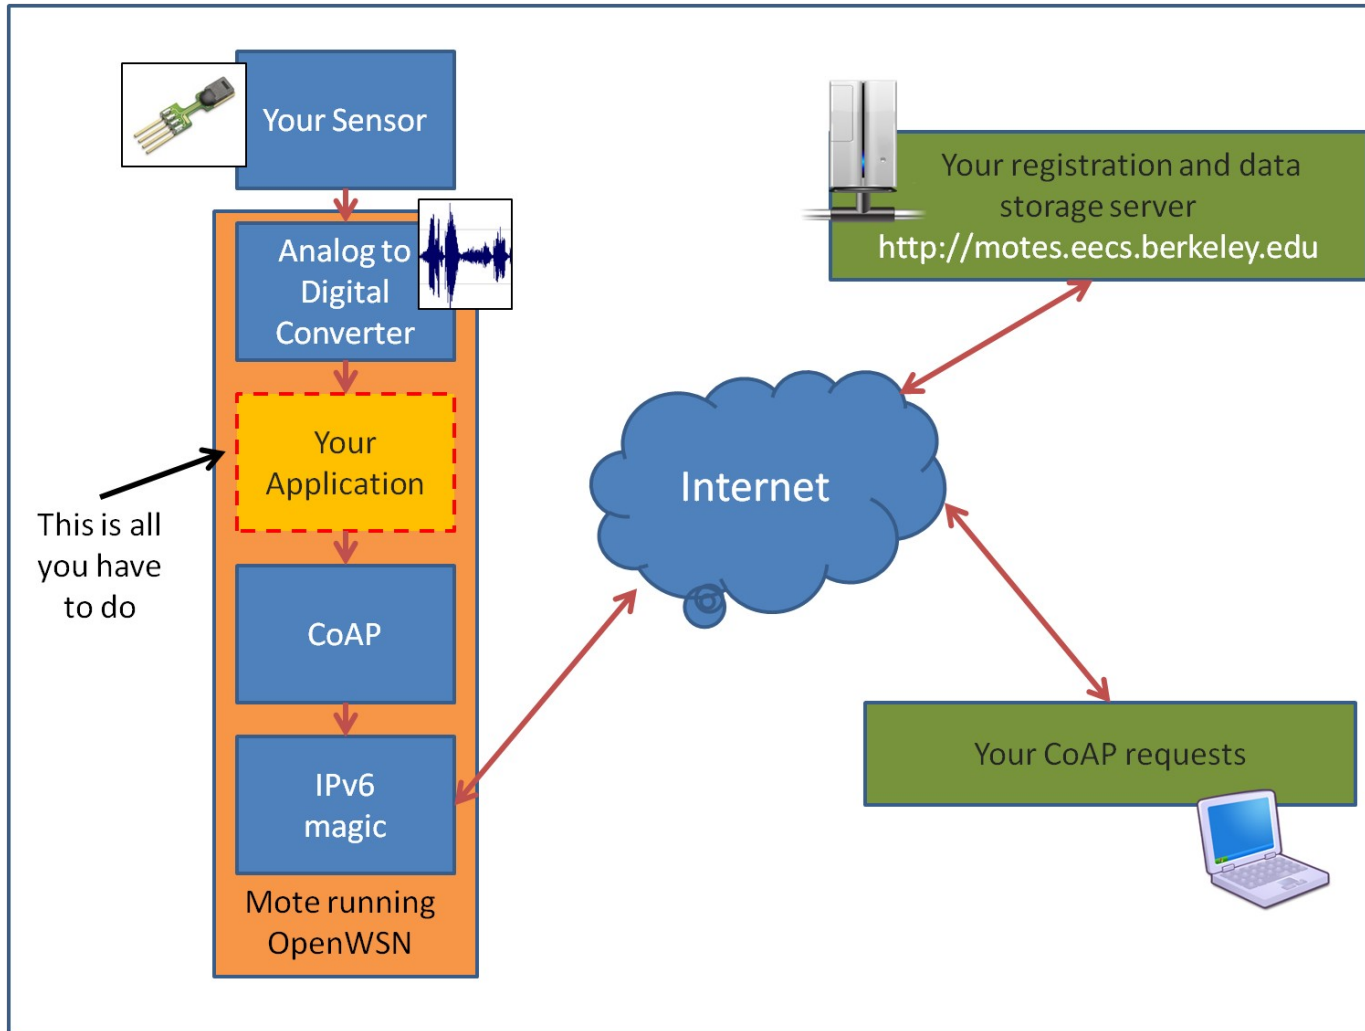 Your Sensor
Analog to
Digital
Converter
Your
Application
This is all
you have
to do
CoAP
IPv6
magic
Mote running
OpenWSN
Internet
Your registration and data
storage server
http://motes.eecs.berkeley.edu
Your CoAP requests